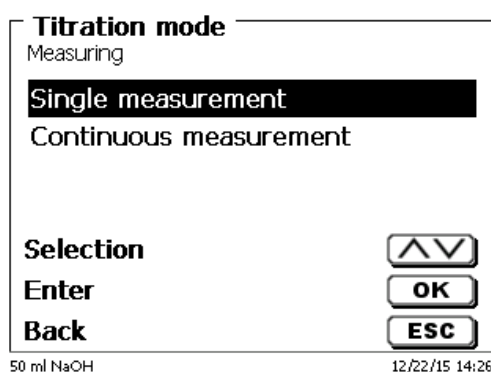 Titration mode
Measuring
Single measurement
Continuous measurement
Selection
Enter OK
Back ESC
50 ml NaOH 12/22/15 14:26